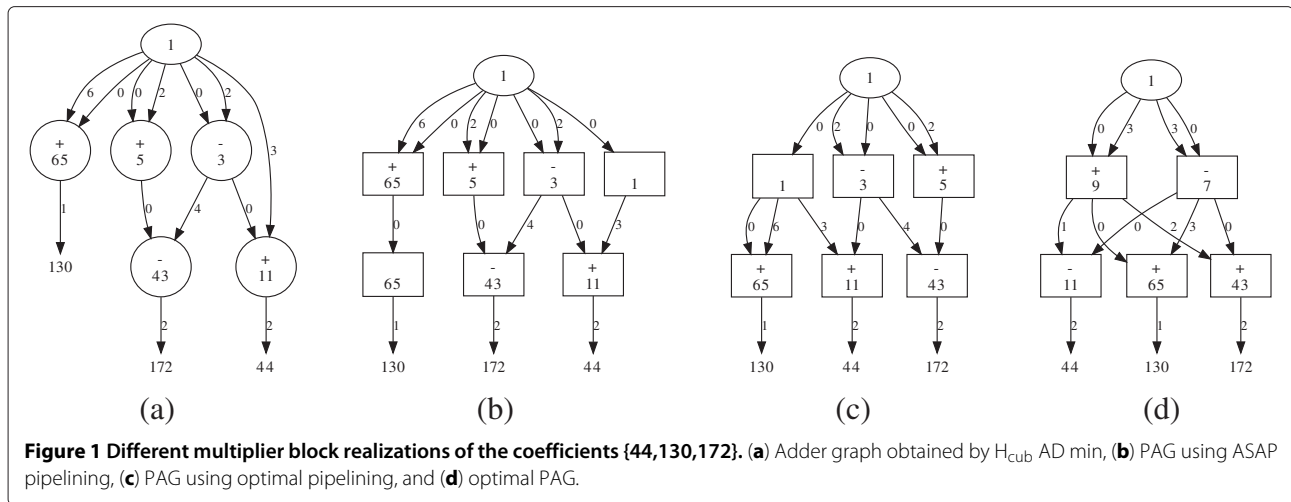 1
6 0 0 2 0 2 3
+ 65
+ 5
- 3
1 0 4 0
130
- 43
+ 11
2 2
172 44
(a)
1
6 0 2 0 0 2 0
+ 65
+ 5
- 3
1
0 0 4 0 3
65
- 43
+ 11
1 2 2
130 172 44
(b)
1
0 2 0 0 2
1
- 3
+ 5
0 6 3 0 4 0
+ 65
+ 11
- 43
1 2 2
130 44 172
(c)
1
0 3 3 0
+ 9
- 7
1 0 0 2 3 0
- 11
+ 65
+ 43
2 1 2
44 130 172
(d)
Figure 1 Different multiplier block realizations of the coefficients {44,130,172}. (a) Adder graph obtained by Hcub AD min, (b) PAG using ASAP
pipelining, (c) PAG using optimal pipelining, and (d) optimal PAG.